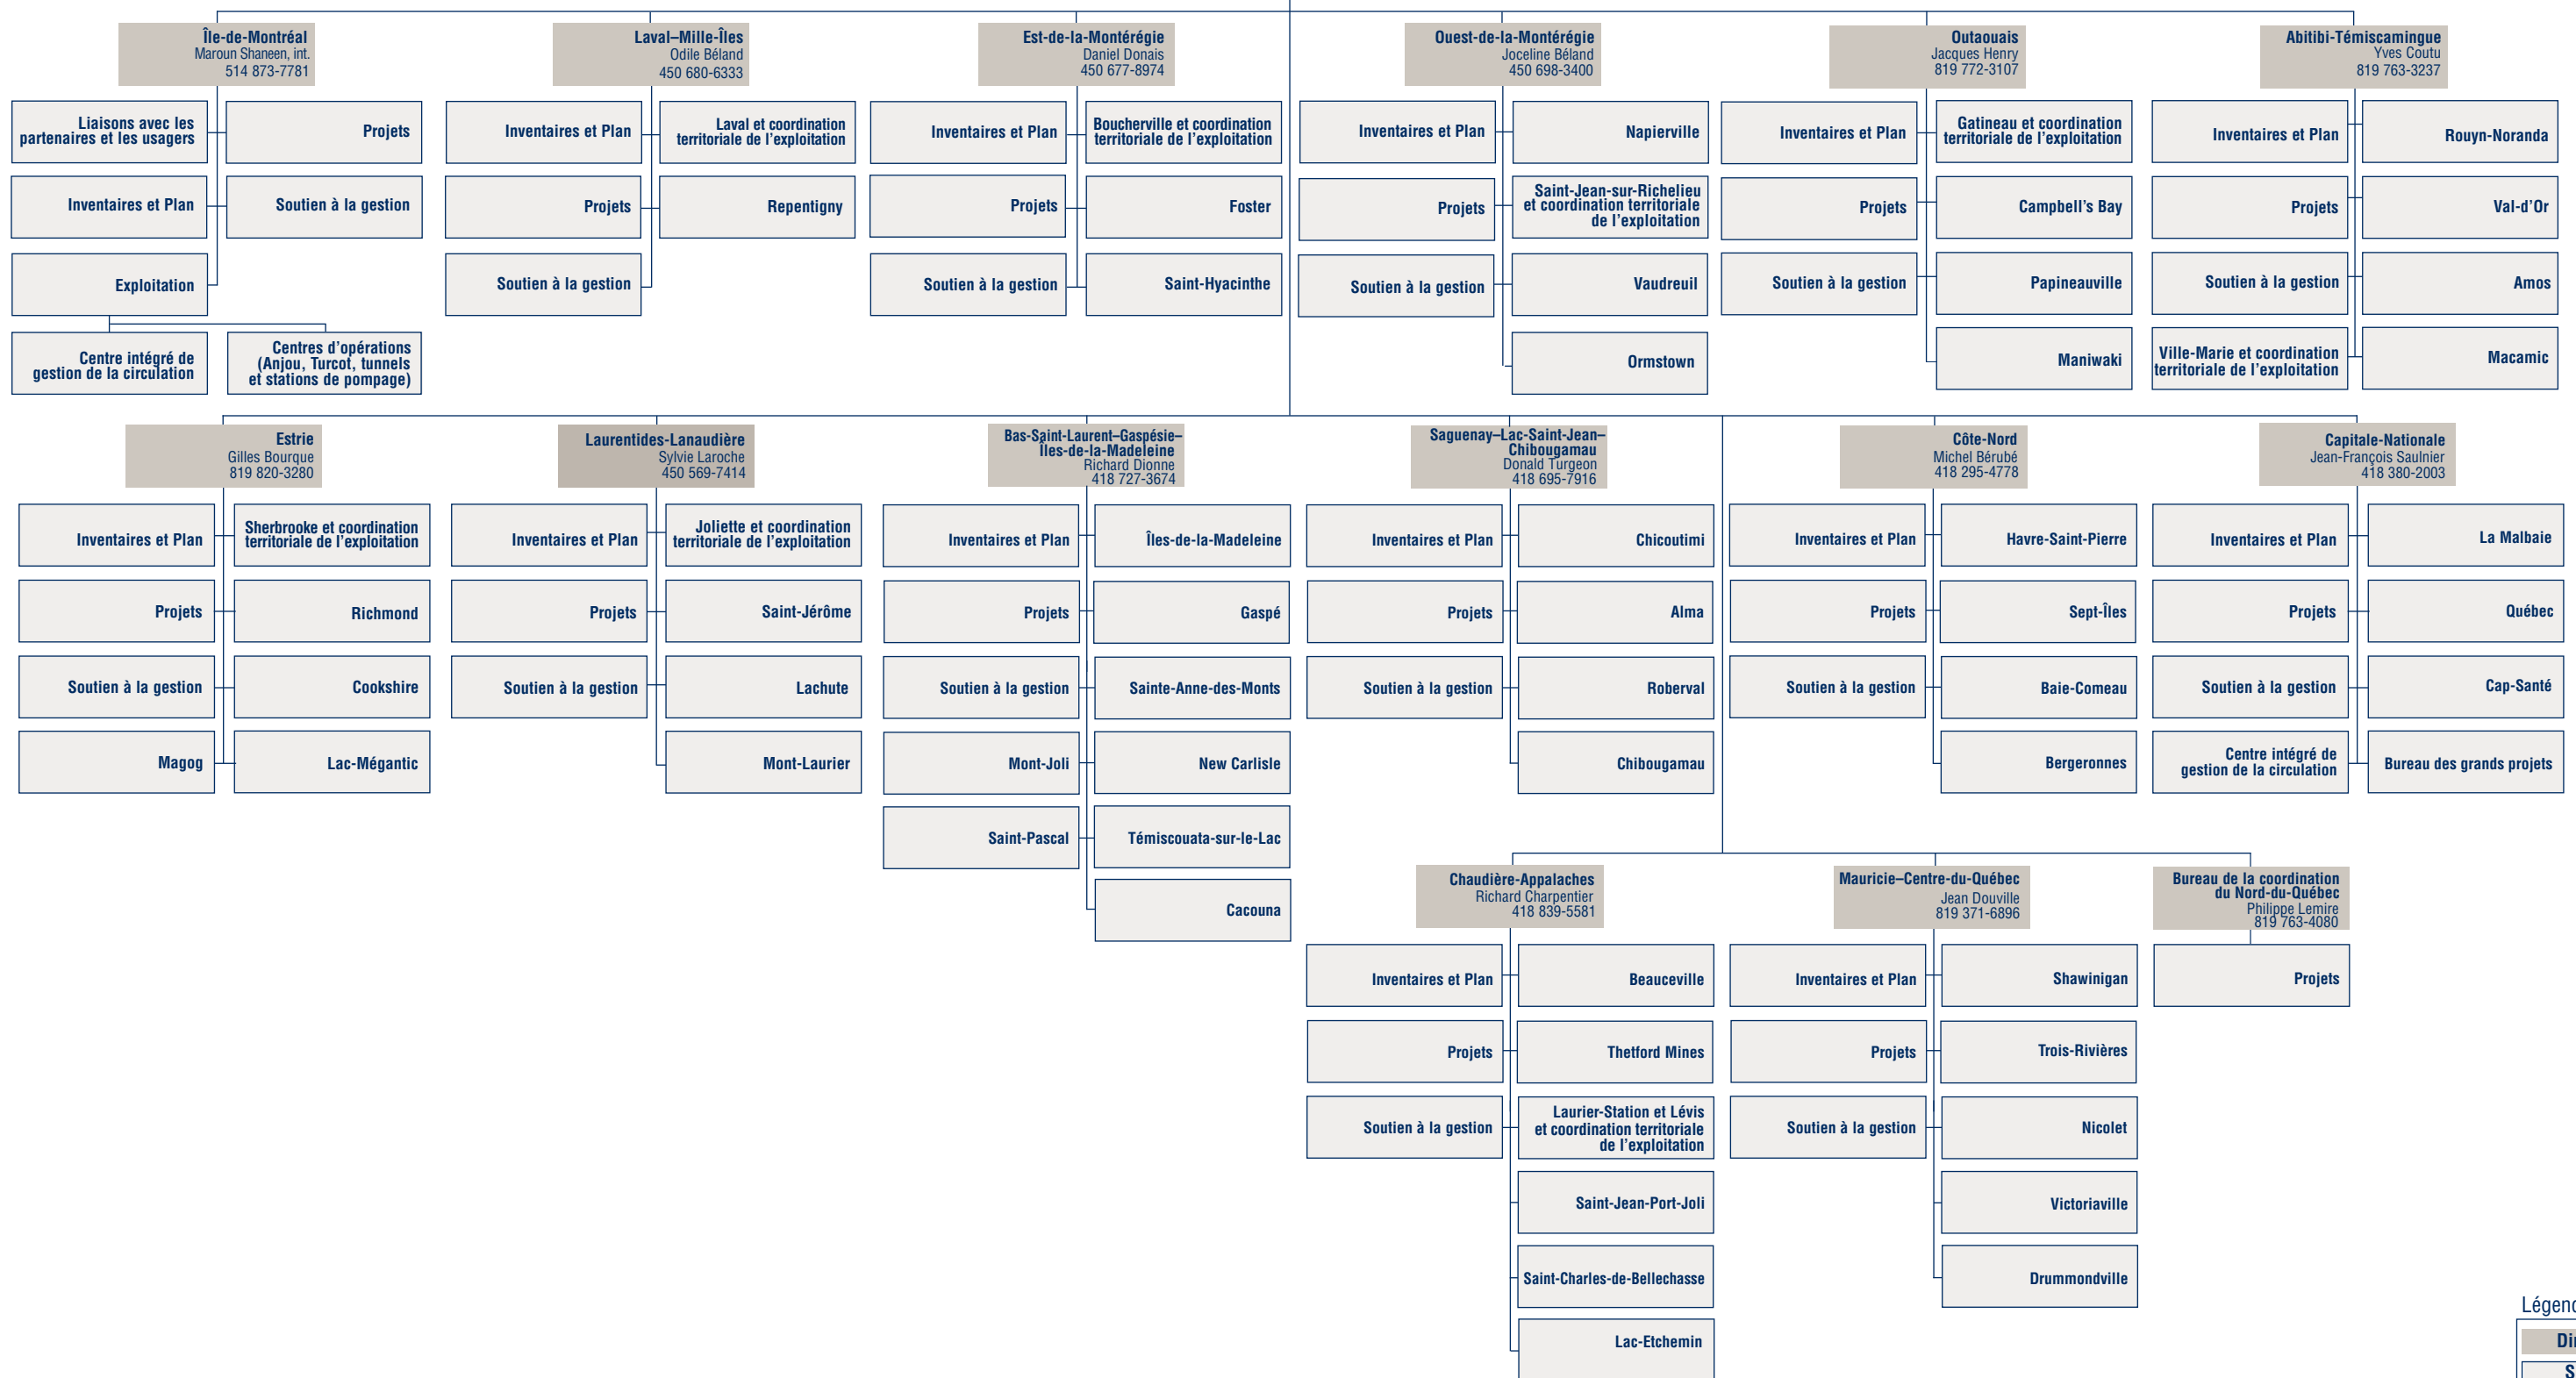 Île-de-Montréal
Maroun Shaneen, int.
514 873-7781
Liaisons avec les
partenaires et les usagers
Projets
Inventaires et Plan
Soutien à la gestion
Exploitation
Centre intégré de
gestion de la circulation
Centres d'opérations
(Anjou, Turcot, tunnels
et stations de pompage)
Laval–Mille-Îles
Odile Béland
450 680-6333
Inventaires et Plan
Laval et coordination
territoriale de l'exploitation
Projets
Repentigny
Soutien à la gestion
Est-de-la-Montérégie
Daniel Donais
450 677-8974
Inventaires et Plan
Boucherville et coordination
territoriale de l'exploitation
Projets
Foster
Soutien à la gestion
Saint-Hyacinthe
Ouest-de-la-Montérégie
Joceline Béland
450 698-3400
Inventaires et Plan
Napierville
Projets
Saint-Jean-sur-Richelieu
et coordination territoriale
de l'exploitation
Soutien à la gestion
Vaudreuil
Ormstown
Outaouais
Jacques Henry
819 772-3107
Inventaires et Plan
Gatineau et coordination
territoriale de l'exploitation
Projets
Campbell's Bay
Soutien à la gestion
Papineauville
Maniwaki
Abitibi-Témiscamingue
Yves Coutu
819 763-3237
Inventaires et Plan
Rouyn-Noranda
Projets
Val-d'Or
Soutien à la gestion
Amos
Ville-Marie et coordination
territoriale de l'exploitation
Macamic
Estrie
Gilles Bourque
819 820-3280
Inventaires et Plan
Sherbrooke et coordination
territoriale de l'exploitation
Projets
Richmond
Soutien à la gestion
Cookshire
Magog
Lac-Mégantic
Laurentides-Lanaudière
Sylvie Laroche
450 569-7414
Inventaires et Plan
Joliette et coordination
territoriale de l'exploitation
Projets
Saint-Jérôme
Soutien à la gestion
Lachute
Mont-Laurier
Bas-Saint-Laurent–Gaspésie–
Îles-de-la-Madeleine
Richard Dionne
418 727-3674
Inventaires et Plan
Îles-de-la-Madeleine
Projets
Gaspé
Soutien à la gestion
Sainte-Anne-des-Monts
Mont-Joli
New Carlisle
Saint-Pascal
Témiscouata-sur-le-Lac
Cacouna
Saguenay–Lac-Saint-Jean–
Chibougamau
Donald Turgeon
418 695-7916
Inventaires et Plan
Chicoutimi
Projets
Alma
Soutien à la gestion
Roberval
Chibougamau
Côte-Nord
Michel Bérubé
418 295-4778
Inventaires et Plan
Havre-Saint-Pierre
Projets
Sept-Îles
Soutien à la gestion
Baie-Comeau
Bergeronnes
Capitale-Nationale
Jean-François Saulnier
418 380-2003
Inventaires et Plan
La Malbaie
Projets
Québec
Soutien à la gestion
Cap-Santé
Centre intégré de
gestion de la circulation
Bureau des grands projets
Chaudière-Appalaches
Richard Charpentier
418 839-5581
Inventaires et Plan
Beauceville
Projets
Thetford Mines
Soutien à la gestion
Laurier-Station et Lévis
et coordination territoriale
de l'exploitation
Saint-Jean-Port-Joli
Saint-Charles-de-Bellechasse
Lac-Etchemin
Mauricie–Centre-du-Québec
Jean Douville
819 371-6896
Inventaires et Plan
Shawinigan
Projets
Trois-Rivières
Soutien à la gestion
Nicolet
Victoriaville
Drummondville
Bureau de la coordination
du Nord-du-Québec
Philippe Lemire
819 763-4080
Projets